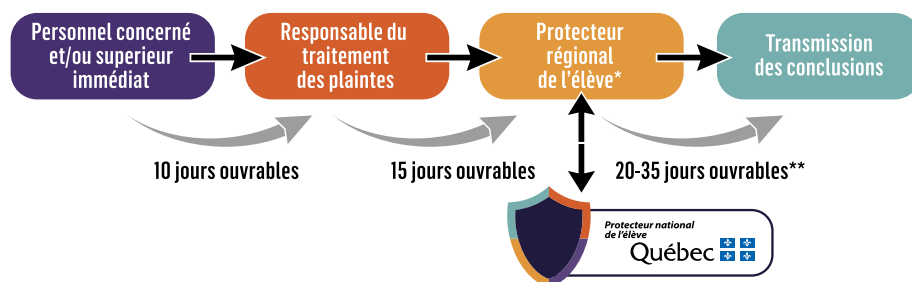 Personnel concerné
et/ou superieur
immédiat
Responsable du
traitement
des plaintes
Protecteur
régional
de l'élève*
Transmission
des conclusions
10 jours ouvrables
15 jours ouvrables
20-35 jours ouvrables**
Protecteur national
de l'élève
Québec